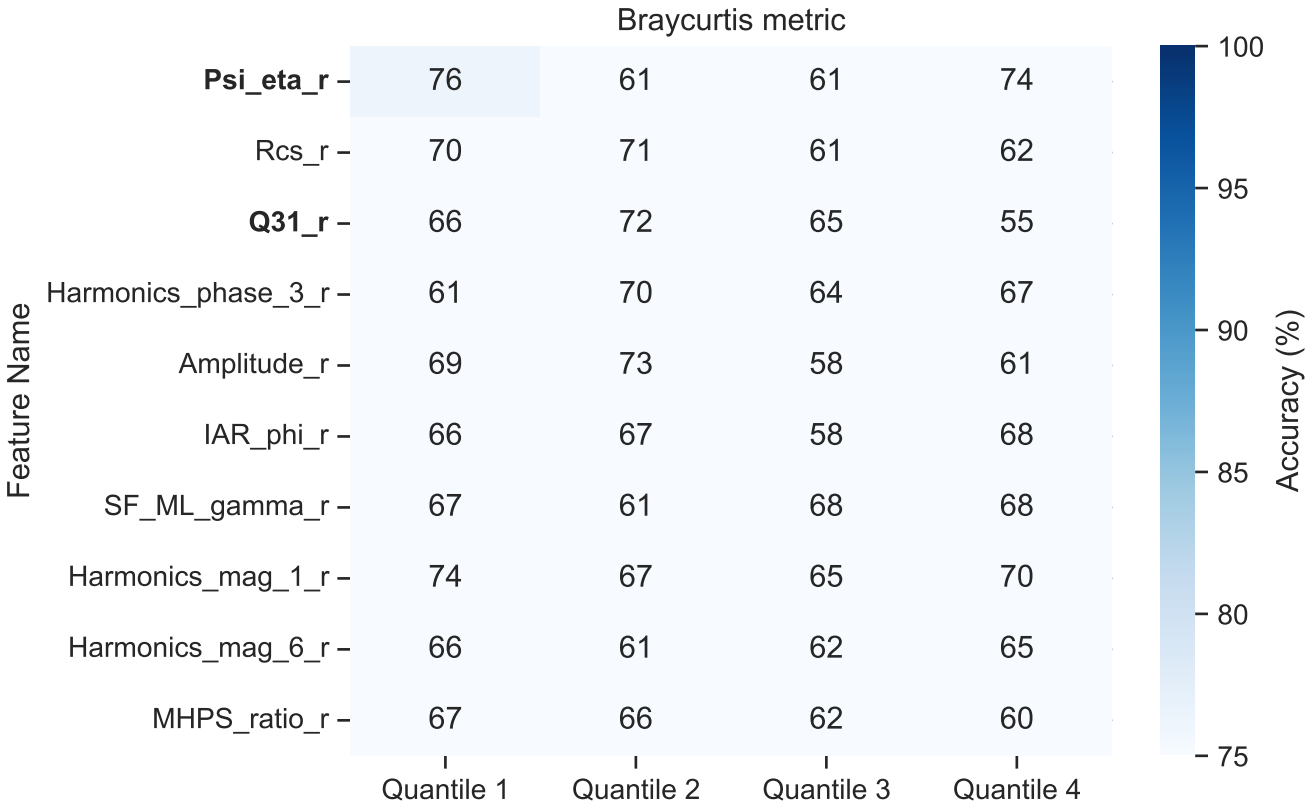 Braycurtis metric
Feature Name
Psi_eta_r 76 61 61 74
Rcs_r 70 71 61 62
Q31_r 66 72 65 55
Harmonics_phase_3_r 61 70 64 67
Amplitude_r 69 73 58 61
IAR_phi_r 66 67 58 68
SF_ML_gamma_r 67 61 68 68
Harmonics_mag_1_r 74 67 65 70
Harmonics_mag_6_r 66 61 62 65
MHPS_ratio_r 67 66 62 60
Quantile 1 Quantile 2 Quantile 3 Quantile 4
100
95
90
85
80
75
Accuracy (%)